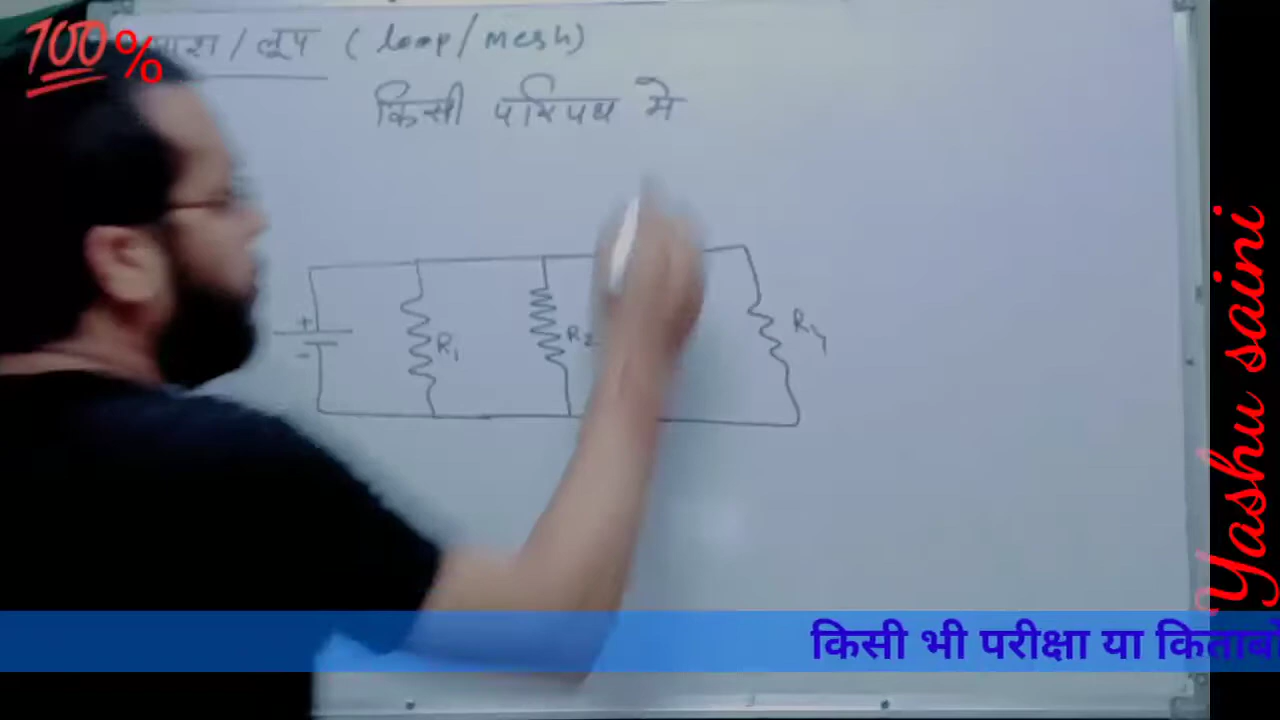 100%
पाश/लूप ( loop/mesh)
किसी परिपथ मे
+
-
R1
R2
R4
Yashu saini
किसी भी परीक्षा या किताबो